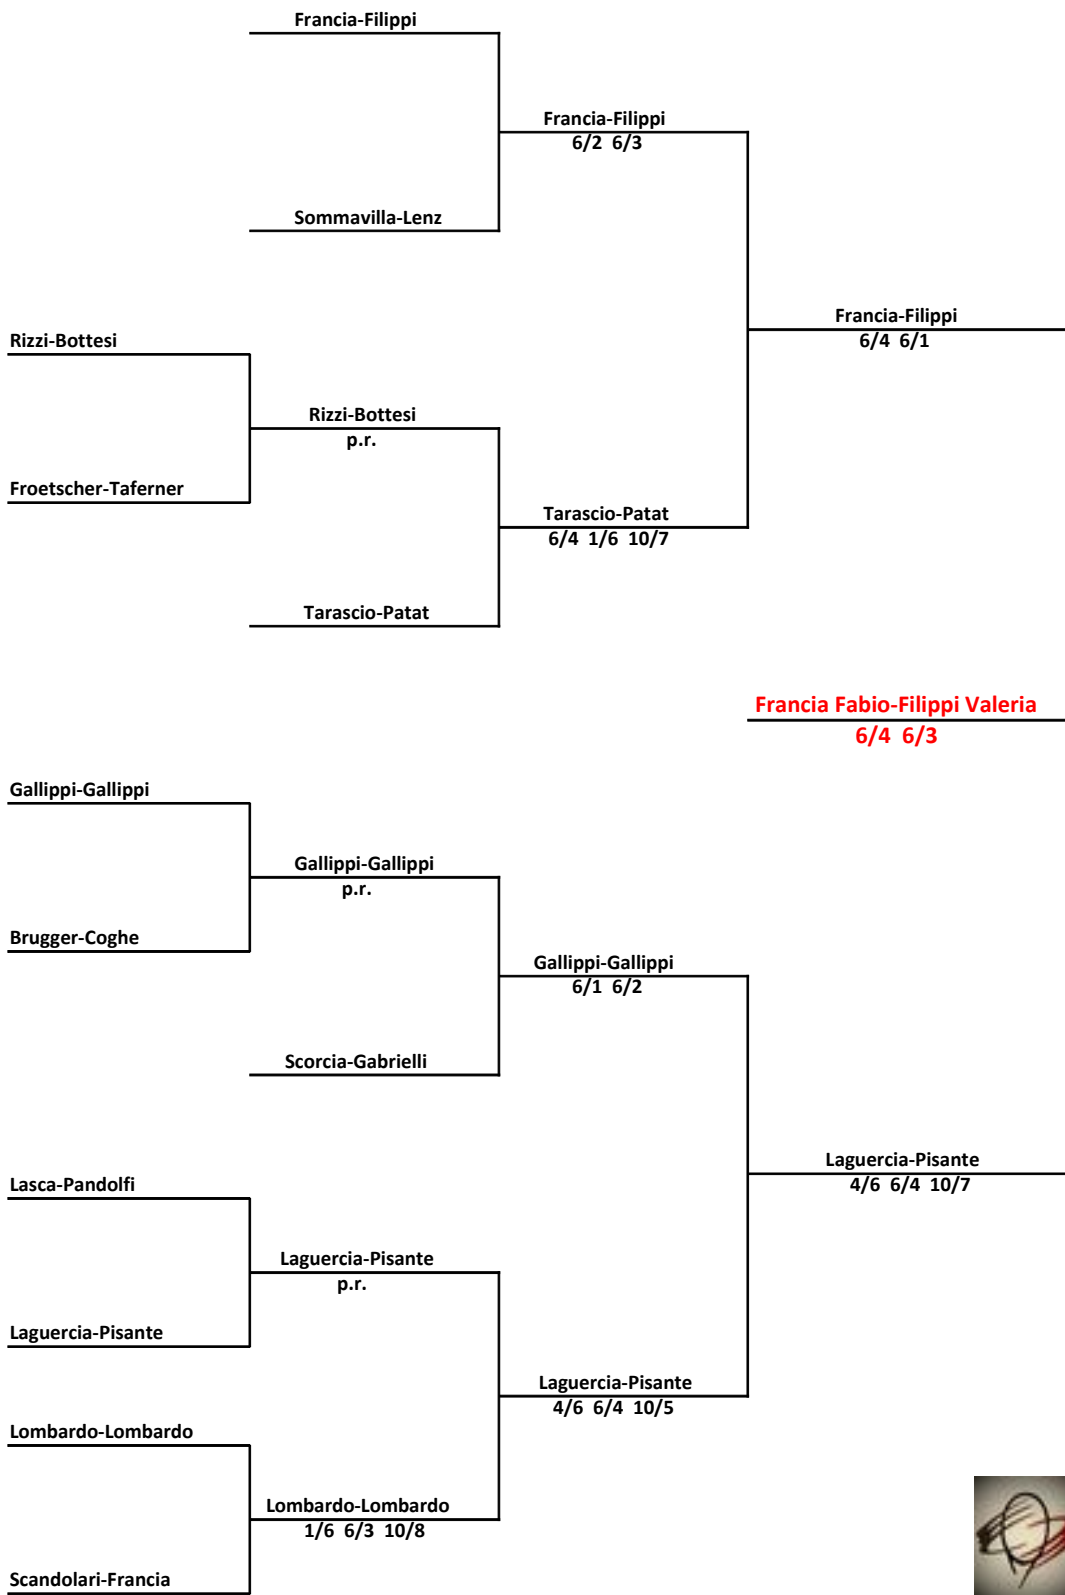 Francia-Filippi
Francia-Filippi
6/2 6/3
Sommavilla-Lenz
Francia-Filippi
6/4 6/1
Rizzi-Bottesi
Rizzi-Bottesi
p.r.
Froetscher-Taferner
Tarascio-Patat
6/4 1/6 10/7
Tarascio-Patat
Francia Fabio-Filippi Valeria
6/4 6/3
Gallippi-Gallippi
Gallippi-Gallippi
p.r.
Brugger-Coghe
Gallippi-Gallippi
6/1 6/2
Scorcia-Gabrielli
Laguercia-Pisante
4/6 6/4 10/7
Lasca-Pandolfi
Laguercia-Pisante
p.r.
Laguercia-Pisante
Laguercia-Pisante
4/6 6/4 10/5
Lombardo-Lombardo
Lombardo-Lombardo
1/6 6/3 10/8
Scandolari-Francia